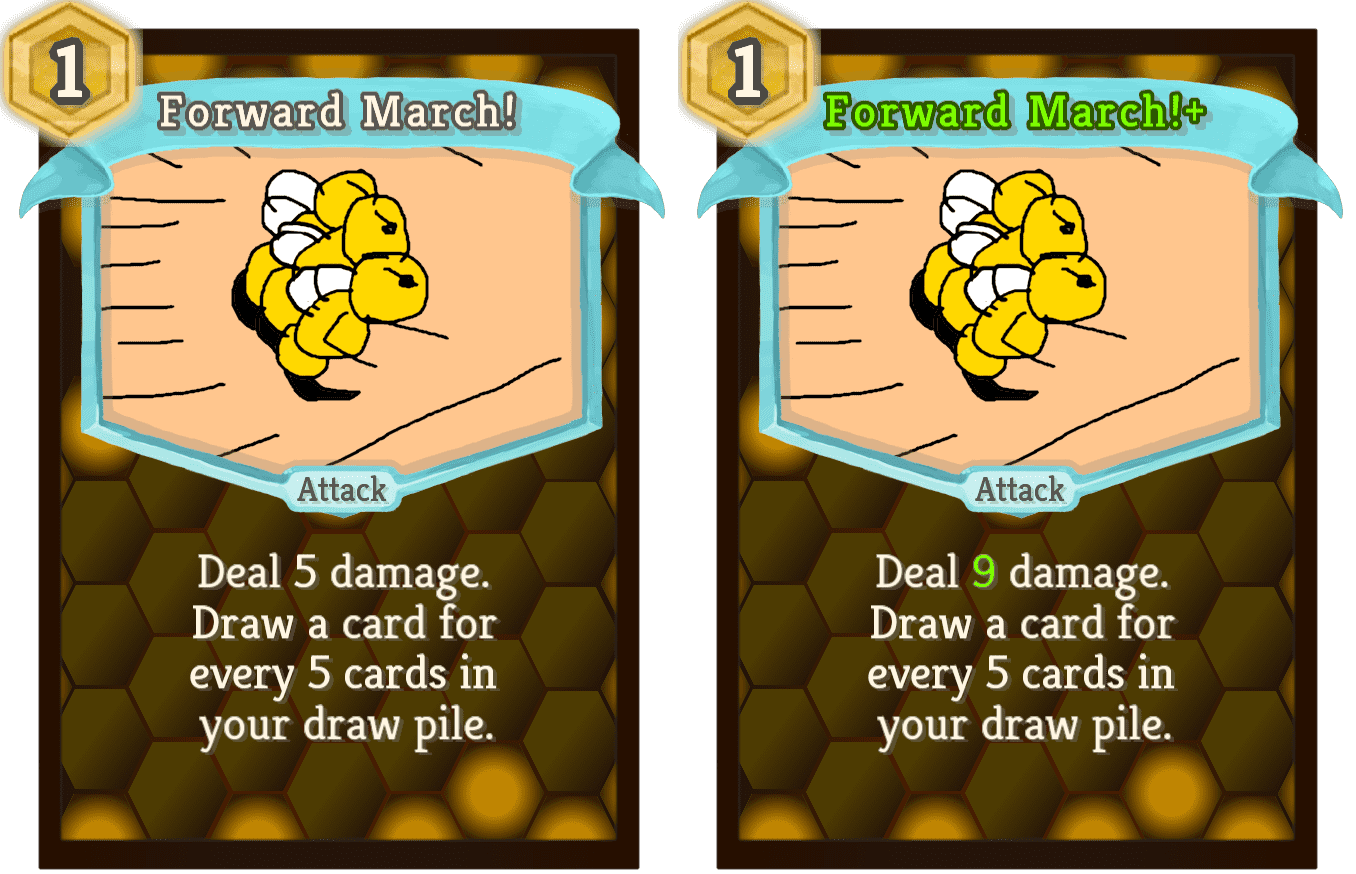 1
Forward March!
Attack
Deal 5 damage.
Draw a card for
every 5 cards in
your draw pile.
1
Forward March!+
Attack
Deal 9 damage.
Draw a card for
every 5 cards in
your draw pile.